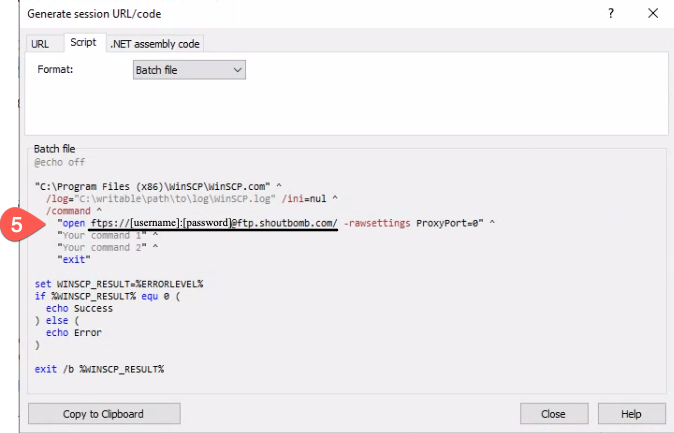 Generate session URL/code
URL Script .NET assembly code
Format: Batch file
Batch file
@echo off
"C:\Program Files (x86)\WinSCP\WinSCP.com" ^
/log="C:\writable\path\to\log\WinSCP.log" /ini=nul ^
/command ^
5 "open ftps://[username]:[password]@ftp.shoutbomb.com/ -rawsettings ProxyPort=0" ^
"Your command 1" ^
"Your command 2" ^
"exit"
set WINSCP_RESULT=%ERRORLEVEL%
if %WINSCP_RESULT% equ 0 (
echo Success
) else (
echo Error
)
exit /b %WINSCP_RESULT%
Copy to Clipboard Close Help